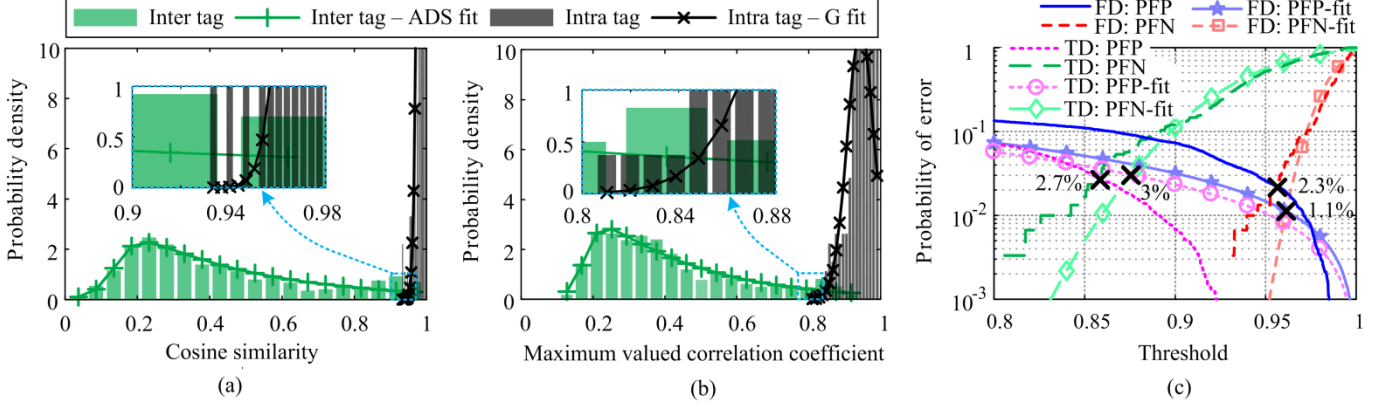 Inter tag Inter tag – ADS fit Intra tag Intra tag – G fit
FD: PFP FD: PFP-fit
FD: PFN FD: PFN-fit
TD: PFP
TD: PFN
TD: PFP-fit
TD: PFN-fit
Probability density
10
8
6
4
2
0
1
0.5
0
0.9 0.94 0.98
0 0.2 0.4 0.6 0.8 1
Cosine similarity
(a)
Probability density
10
8
6
4
2
0
1
0.5
0
0.8 0.84 0.88
0 0.2 0.4 0.6 0.8 1
Maximum valued correlation coefficient
(b)
Probability of error
1
10-1
10-2
10-3
2.7%
3%
2.3%
1.1%
0.8 0.85 0.9 0.95 1
Threshold
(c)